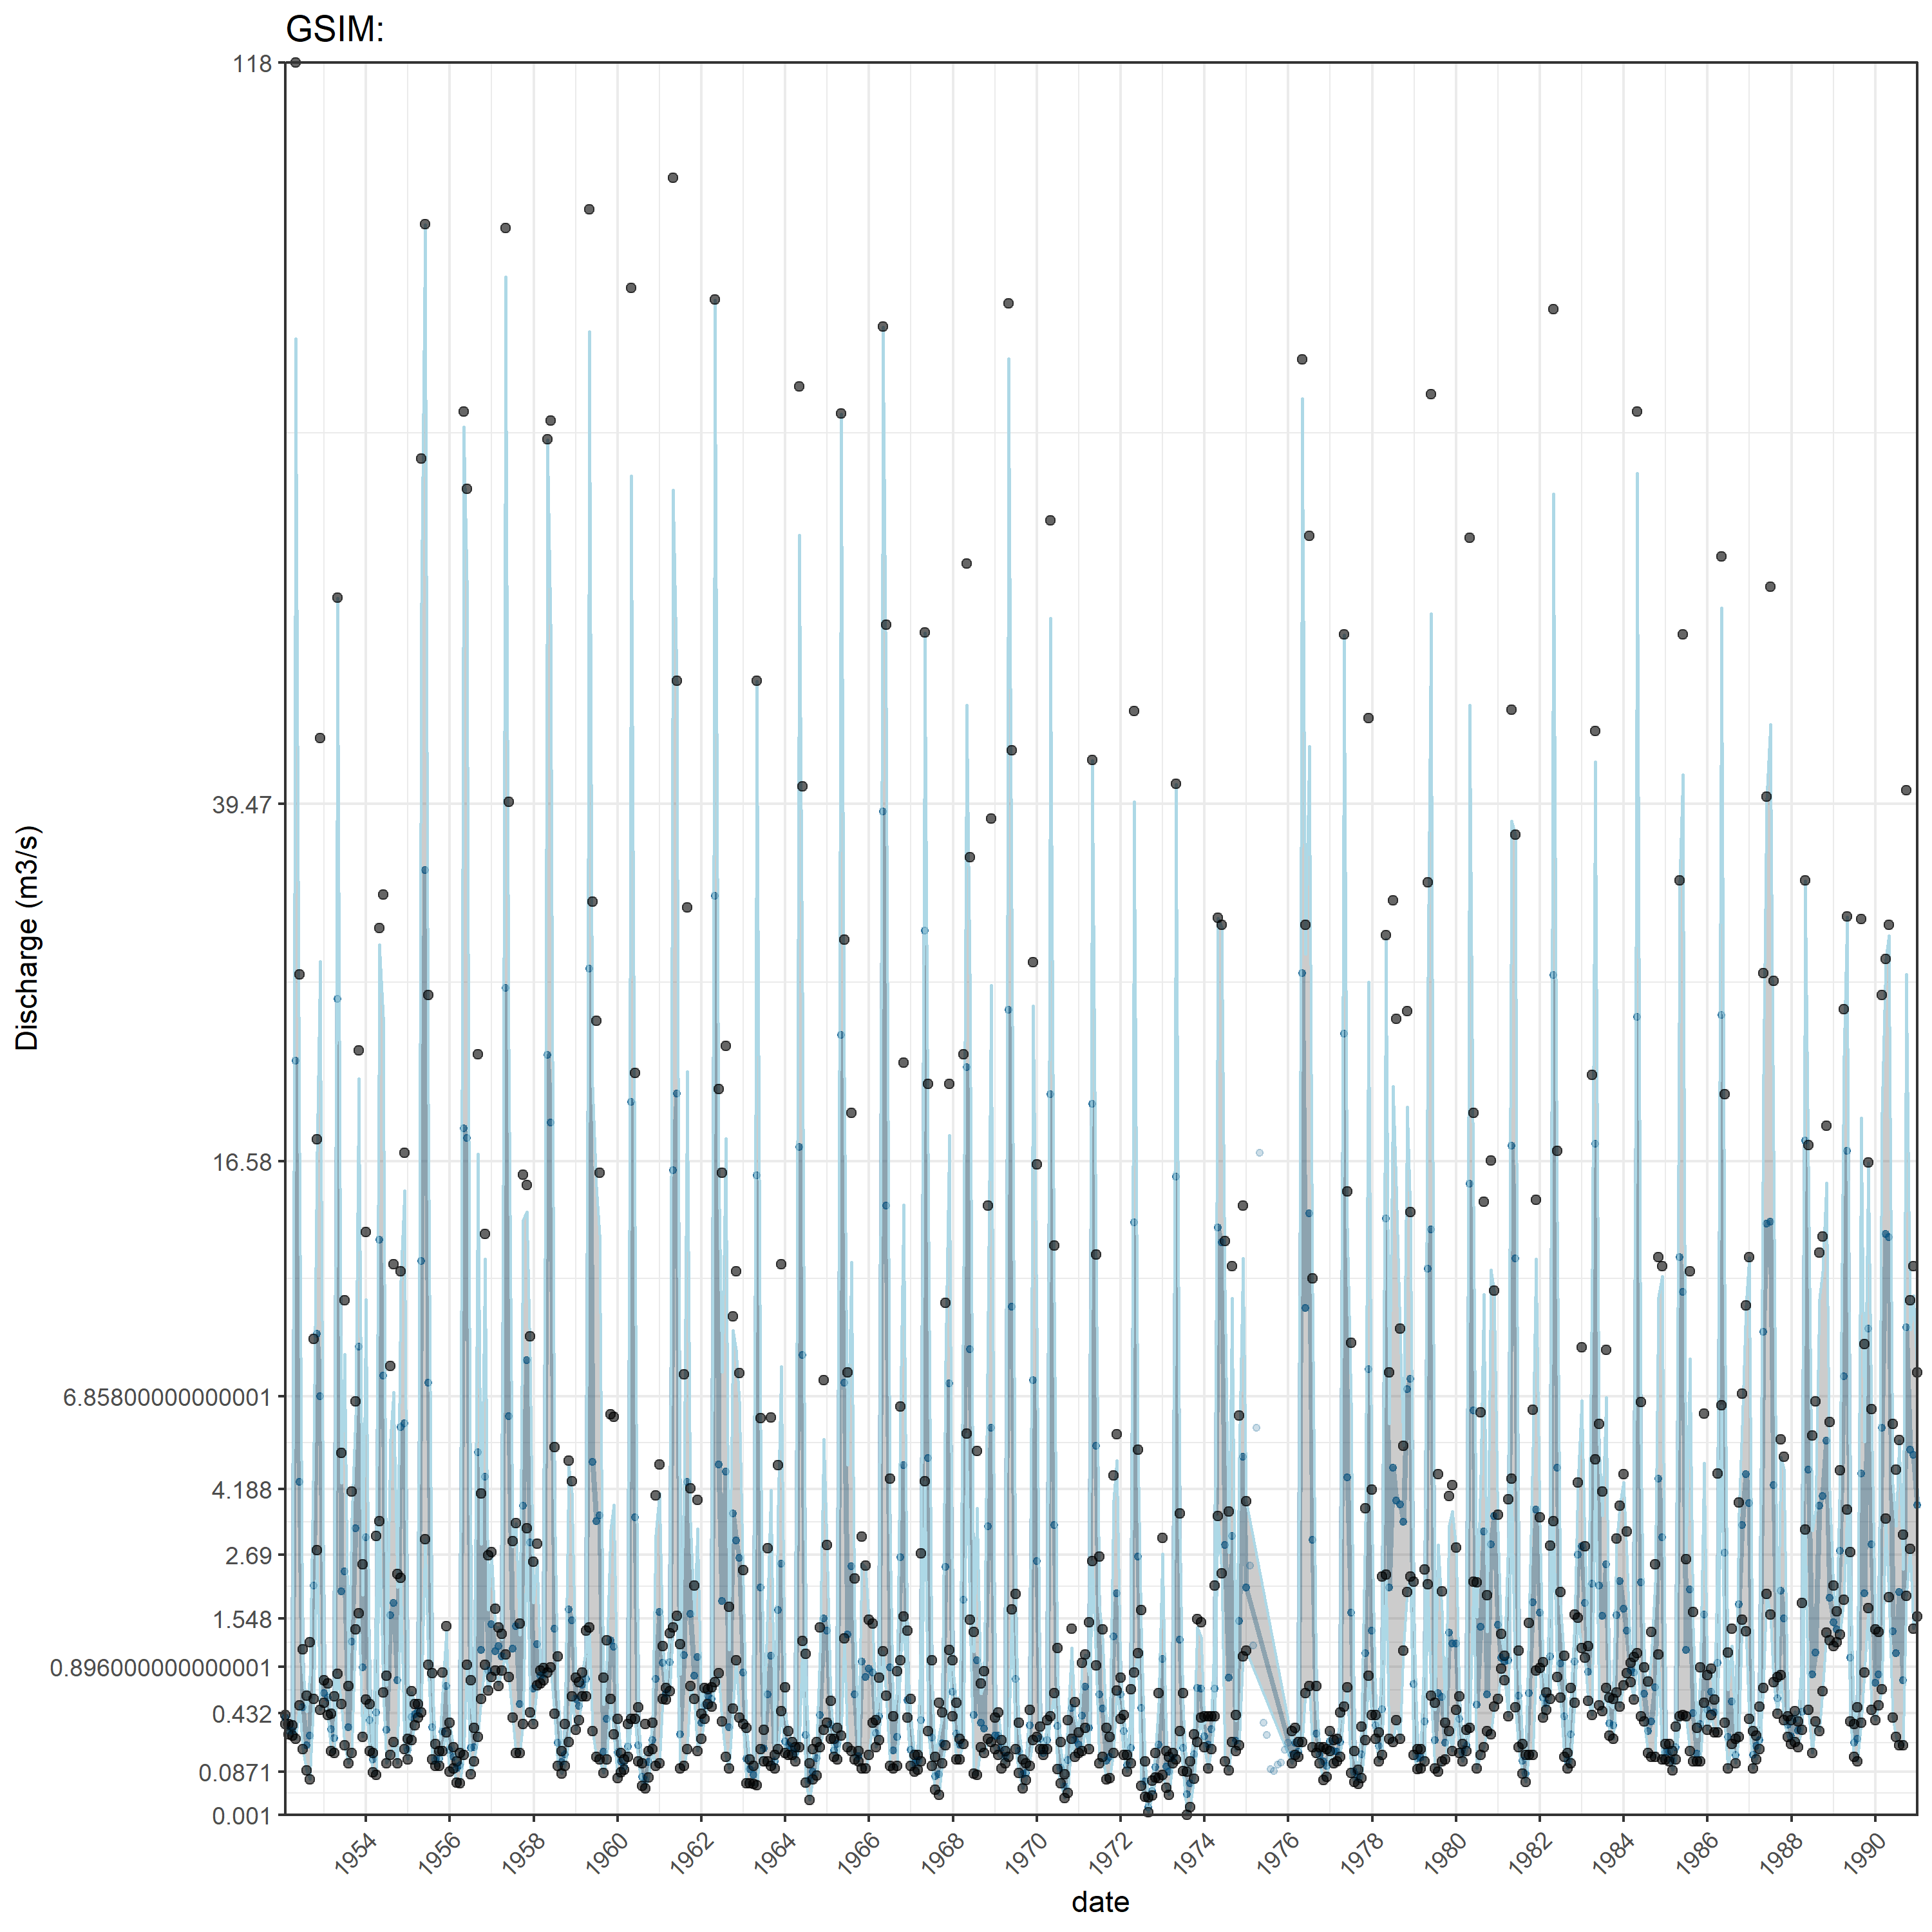 GSIM:
118
39.47
16.58
6.85800000000001
4.188
2.69
1.548
0.896000000000001
0.432
0.0871
0.001
Discharge (m3/s)
1954 1956 1958 1960 1962 1964 1966 1968 1970 1972 1974 1976 1978 1980 1982 1984 1986 1988 1990
date